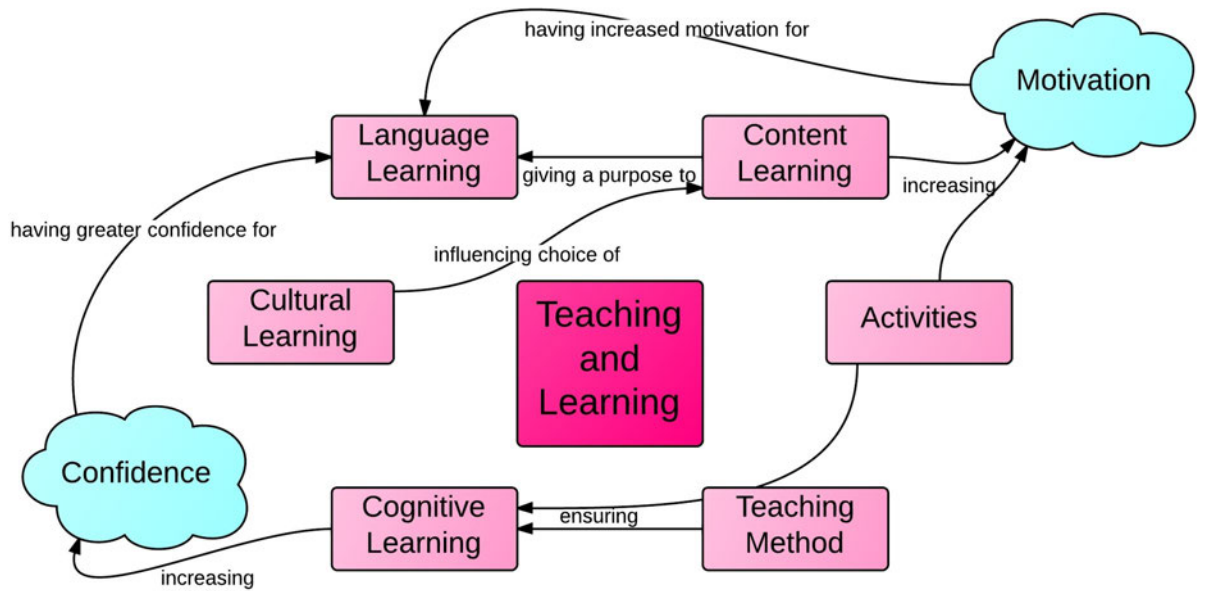 having increased motivation for
Motivation
Language
Learning
Content
Learning
giving a purpose to
increasing
having greater confidence for
influencing choice of
Cultural
Learning
Teaching
and
Learning
Activities
Confidence
Cognitive
Learning
ensuring
Teaching
Method
increasing